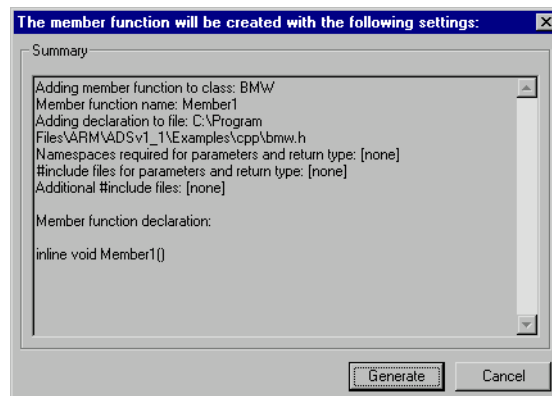 The member function will be created with the following settings:
Summary
Adding member function to class: BMW
Member function name: Member1
Adding declaration to file: C:\Program
Files\ARM\ADSv1_1\Examples\cpp\bmw.h
Namespaces required for parameters and return type: [none]
#include files for parameters and return type: [none]
Additional #include files: [none]
Member function declaration:
inline void Member1()
Generate
Cancel